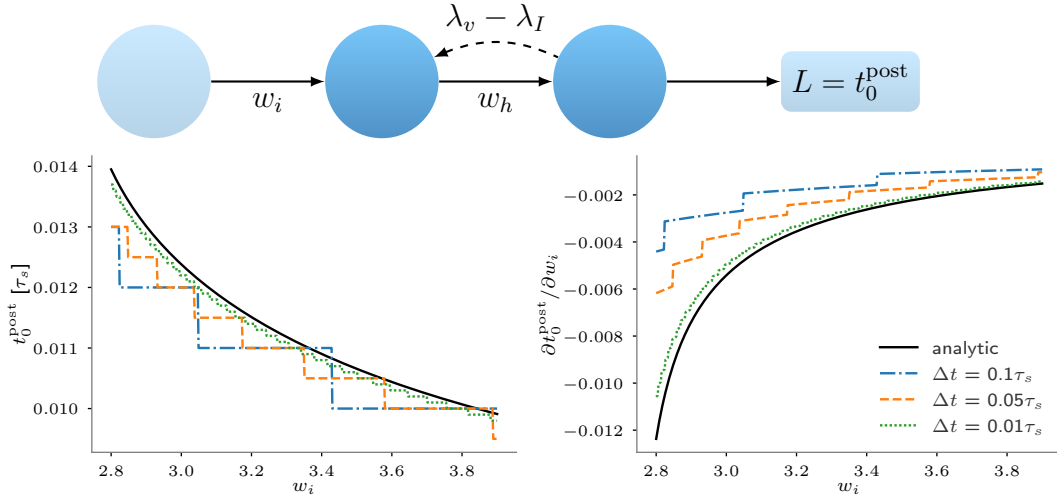 λ_v − λ_I
w_i
w_h
L = t_0^post
t_0^post [τ_s]
0.014
0.013
0.012
0.011
0.010
2.8 3.0 3.2 3.4 3.6 3.8
w_i
∂t_0^post/∂w_i
−0.002
−0.004
−0.006
−0.008
−0.010
−0.012
2.8 3.0 3.2 3.4 3.6 3.8
w_i
analytic
Δt = 0.1τ_s
Δt = 0.05τ_s
Δt = 0.01τ_s